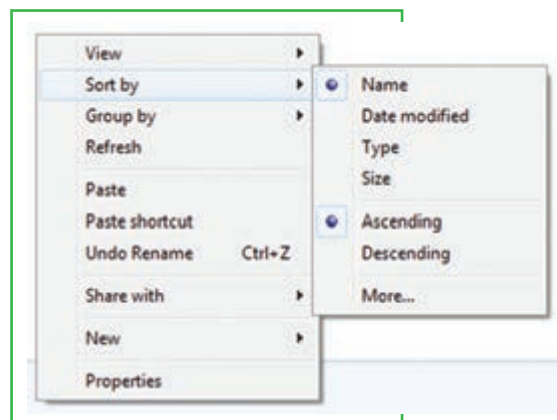 View
Sort by
Group by
Refresh
Paste
Paste shortcut
Undo Rename Ctrl+Z
Share with
New
Properties
Name
Date modified
Type
Size
Ascending
Descending
More...